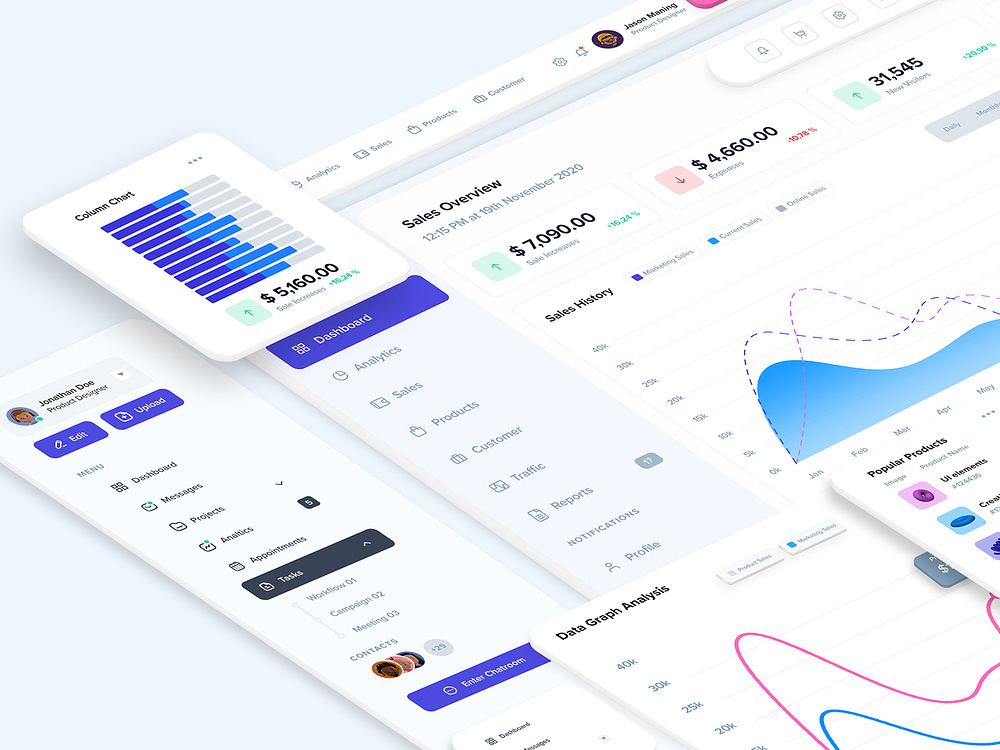 Jason Maning
Product Designer
Analytics
Sales
Products
Customer
Sales Overview
12:15 PM at 19th November 2020
$ 7,090.00
Sale Increases
+16,24 %
$ 4,660.00
Expenses
-10,78 %
31,545
New Visitors
+20,90 %
Daily
Sales History
Marketing Sales
Current Sales
Online Sales
40k
30k
25k
20k
15k
10k
5k
0k
Jan
Feb
Mar
Apr
May
Column Chart
$ 5,160.00
Sale Increases
+16,24 %
Dashboard
Analytics
Sales
Products
Customer
Traffic
17
Reports
NOTIFICATIONS
Profile
Jonathan Doe
Product Designer
Edit
Upload
MENU
Dashboard
Messages
Projects
5
Analtics
Appointments
Tasks
Workflow 01
Campaign 02
Meeting 03
CONTACTS
+29
Enter Chatroom
Dashboard
Popular Products
Image
Product Name
UI elements
#124436
Data Graph Analysis
Product Sales
Marketing Sales
40k
30k
25k
20k